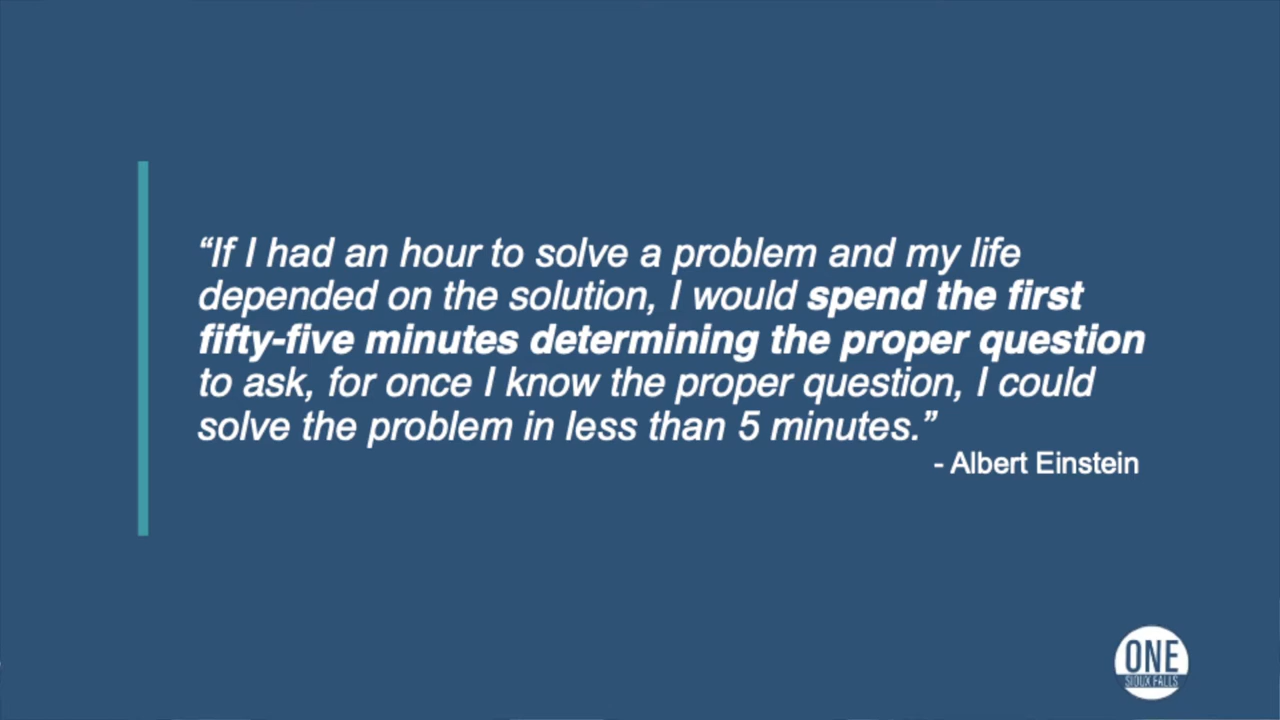 “If I had an hour to solve a problem and my life
depended on the solution, I would spend the first
fifty-five minutes determining the proper question
to ask, for once I know the proper question, I could
solve the problem in less than 5 minutes.”
- Albert Einstein
ONE
SIOUX FALLS